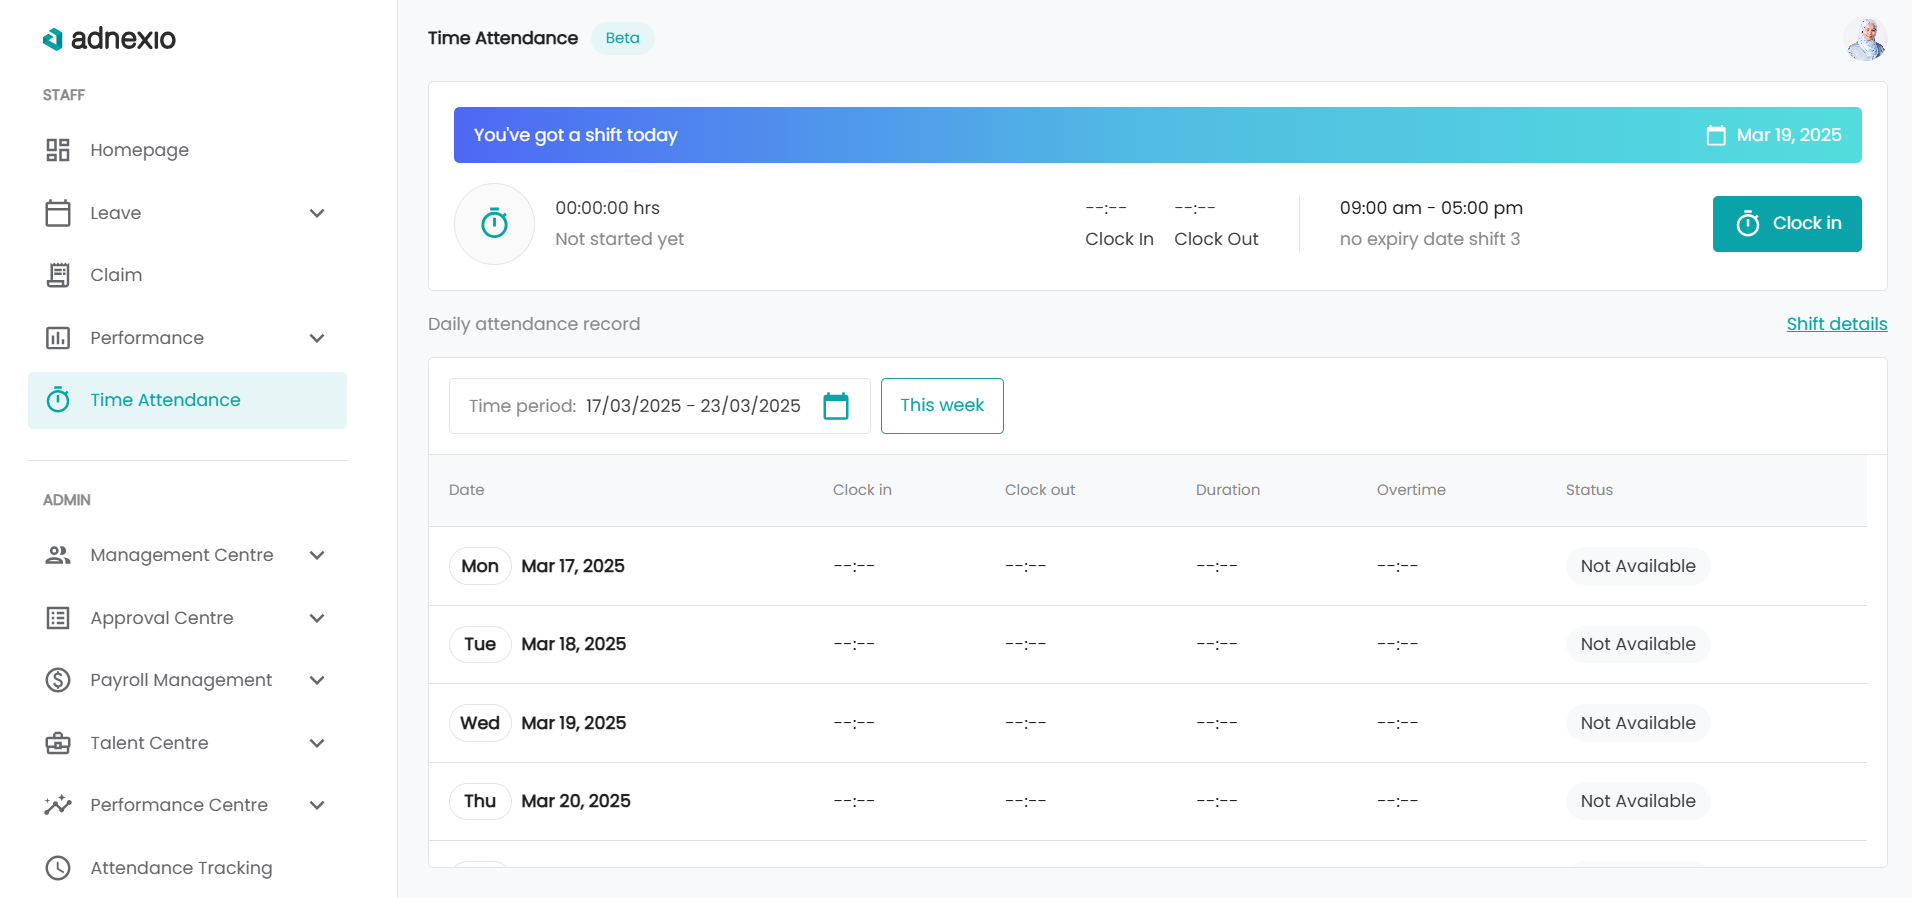 adnexio
STAFF
Homepage
Leave
Claim
Performance
Time Attendance
ADMIN
Management Centre
Approval Centre
Payroll Management
Talent Centre
Performance Centre
Attendance Tracking
Time Attendance Beta
You've got a shift today Mar 19, 2025
00:00:00 hrs --:-- --:-- 09:00 am - 05:00 pm
Not started yet Clock In Clock Out no expiry date shift 3
Clock in
Daily attendance record Shift details
Time period: 17/03/2025 - 23/03/2025 This week
Date Clock in Clock out Duration Overtime Status
Mon Mar 17, 2025 --:-- --:-- --:-- --:-- Not Available
Tue Mar 18, 2025 --:-- --:-- --:-- --:-- Not Available
Wed Mar 19, 2025 --:-- --:-- --:-- --:-- Not Available
Thu Mar 20, 2025 --:-- --:-- --:-- --:-- Not Available